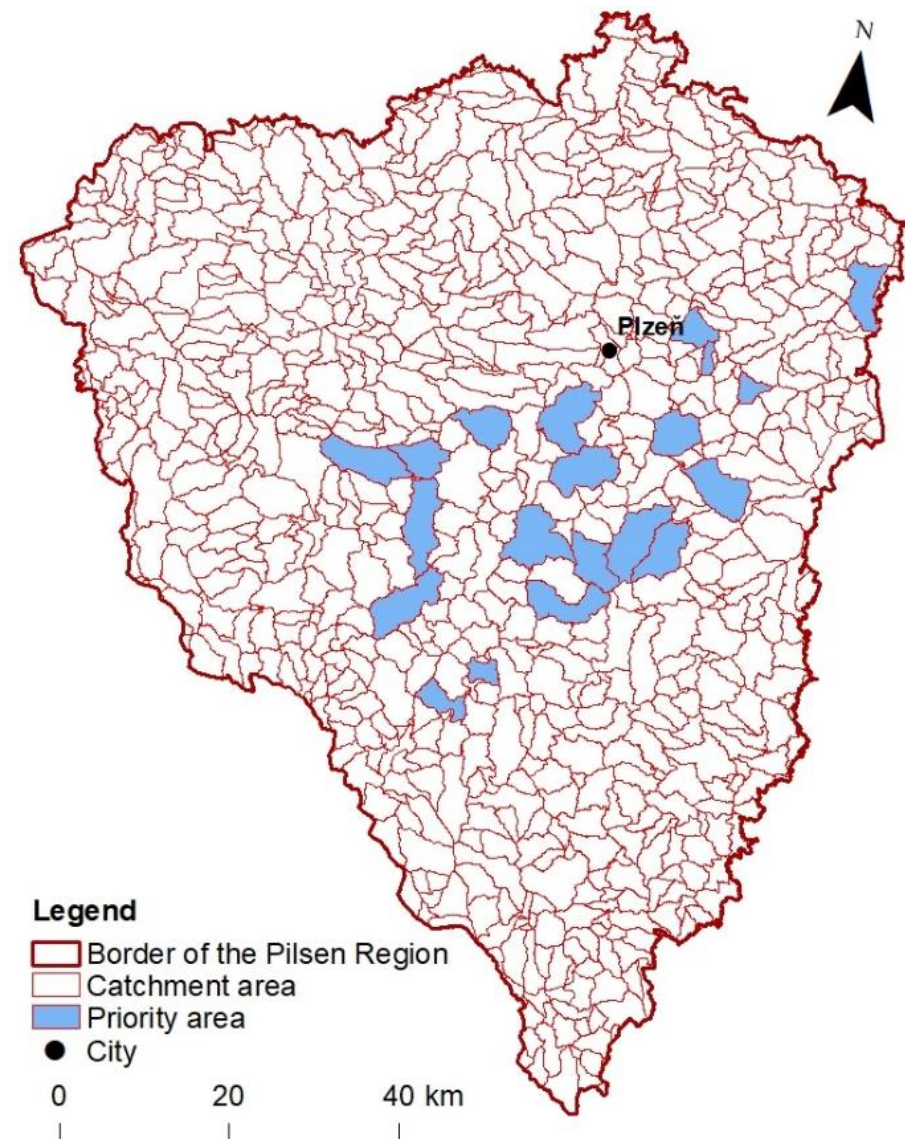 N
Plzeň
Legend
Border of the Pilsen Region
Catchment area
Priority area
City
0 20 40 km